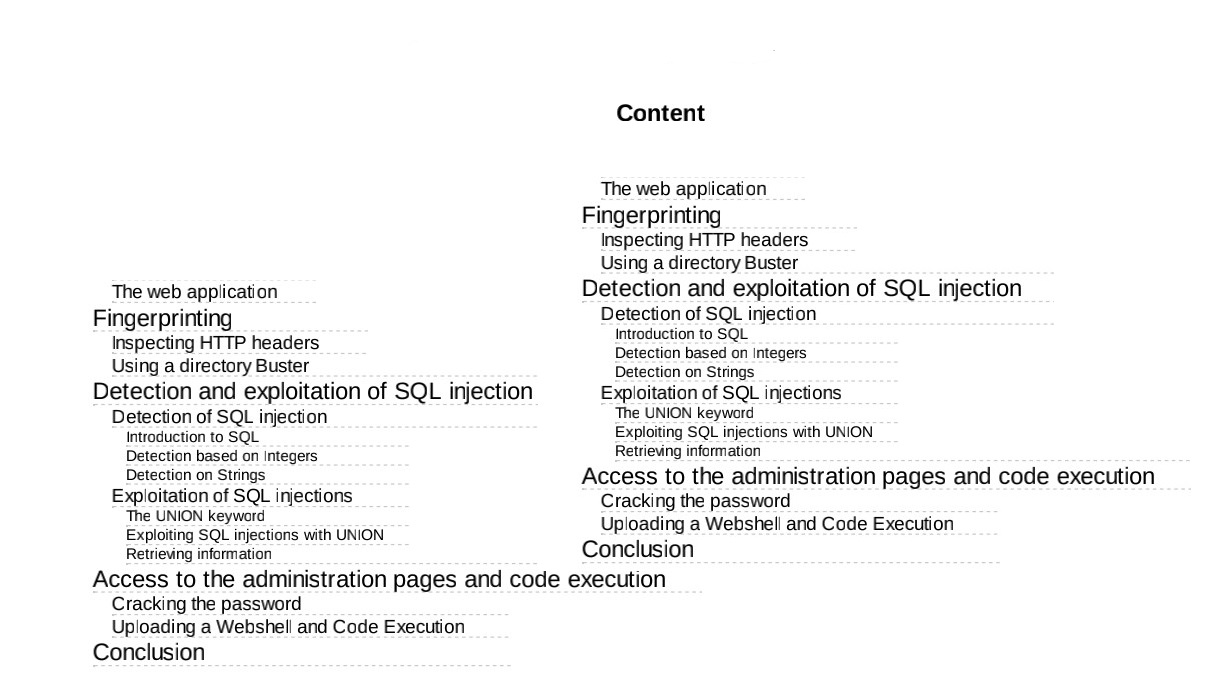 Content
The web application
Fingerprinting
Inspecting HTTP headers
Using a directory Buster
Detection and exploitation of SQL injection
Detection of SQL injection
Introduction to SQL
Detection based on Integers
Detection on Strings
Exploitation of SQL injections
The UNION keyword
Exploiting SQL injections with UNION
Retrieving information
Access to the administration pages and code execution
Cracking the password
Uploading a Webshell and Code Execution
Conclusion
The web application
Fingerprinting
Inspecting HTTP headers
Using a directory Buster
Detection and exploitation of SQL injection
Detection of SQL injection
Introduction to SQL
Detection based on Integers
Detection on Strings
Exploitation of SQL injections
The UNION keyword
Exploiting SQL injections with UNION
Retrieving information
Access to the administration pages and code execution
Cracking the password
Uploading a Webshell and Code Execution
Conclusion